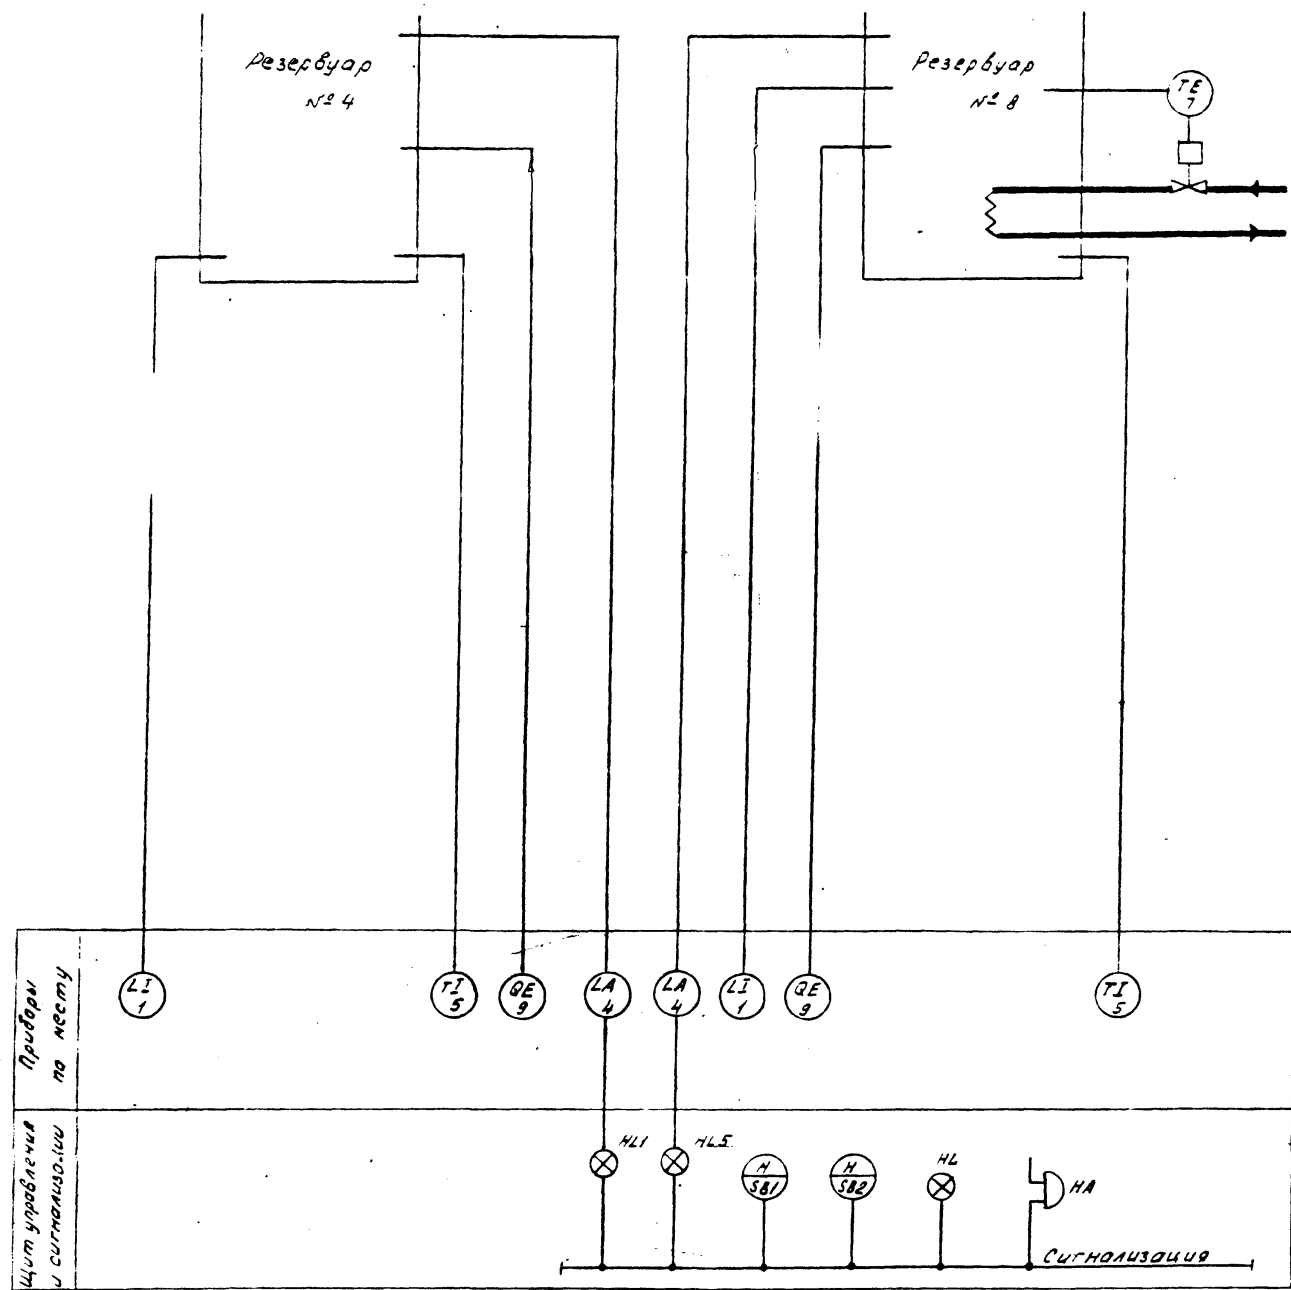 Резервуар
№ 4
Резервуар
№ 8
TE
7
Приборы
по месту
LI
1
TI
5
QE
9
LA
4
LA
4
LI
1
QE
9
TI
5
Щит управления
и сигнализации
HL1
HL5
H
SB1
H
SB2
HL
HA
Сигнализация